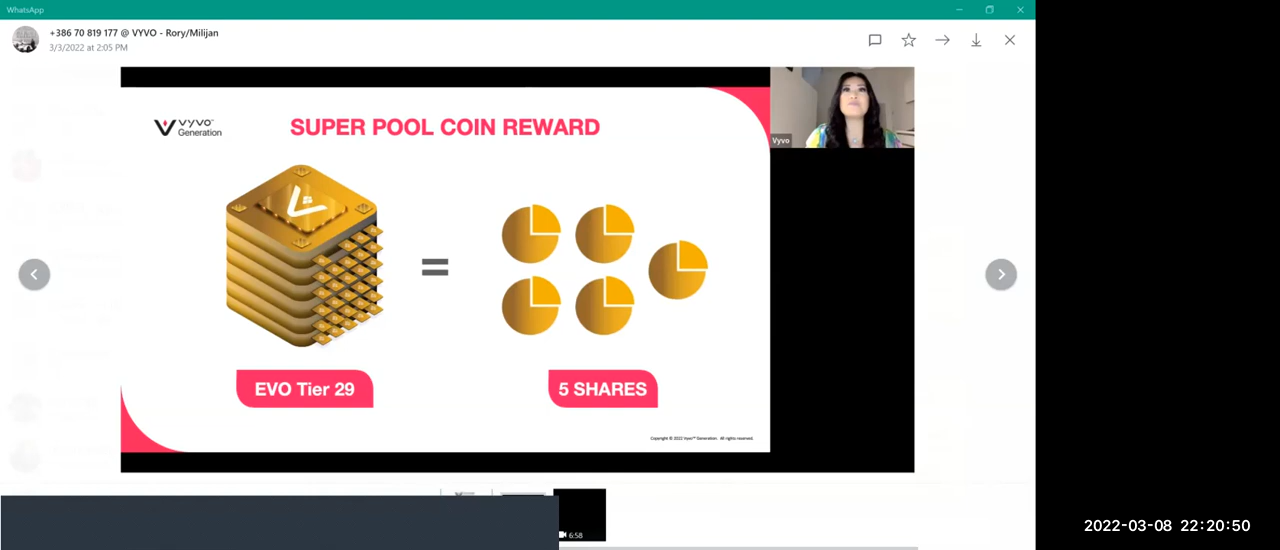 WhatsApp
+386 70 819 177 @ VYVO - Rory/Milijan
3/3/2022 at 2:05 PM
vyvo™
Generation
SUPER POOL COIN REWARD
Vyvo
EVO Tier 29
5 SHARES
Copyright © 2022 Vyvo™ Generation. All rights reserved.
6:58
2022-03-08 22:20:50